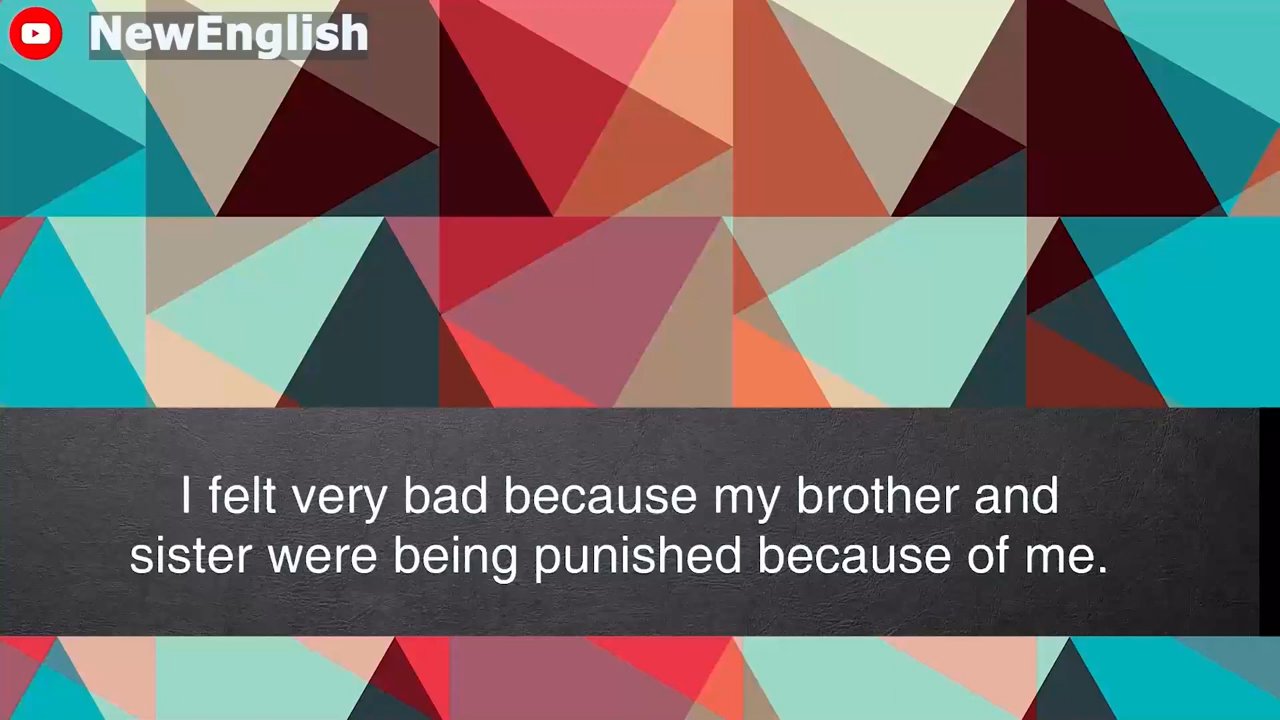 NewEnglish
I felt very bad because my brother and
sister were being punished because of me.